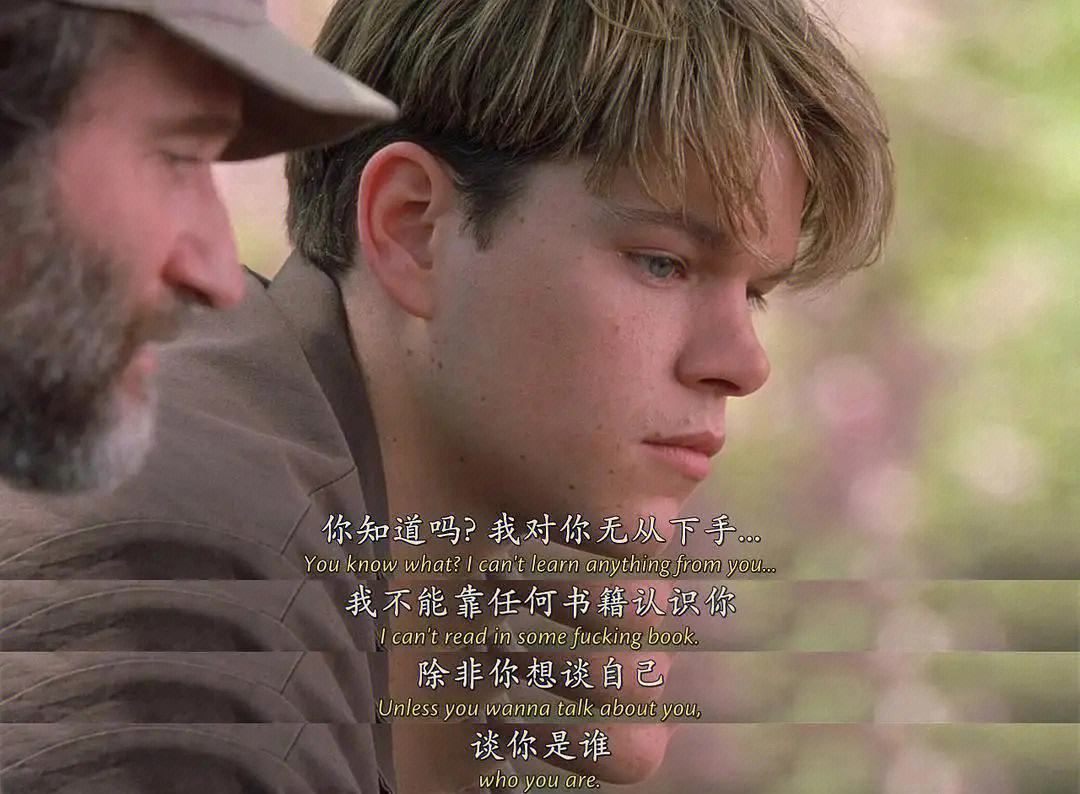 你知道吗? 我对你无从下手...
You know what? I can't learn anything from you...
我不能靠任何书籍认识你
I can't read in some fucking book.
除非你想谈自己
Unless you wanna talk about you,
谈你是谁
who you are.